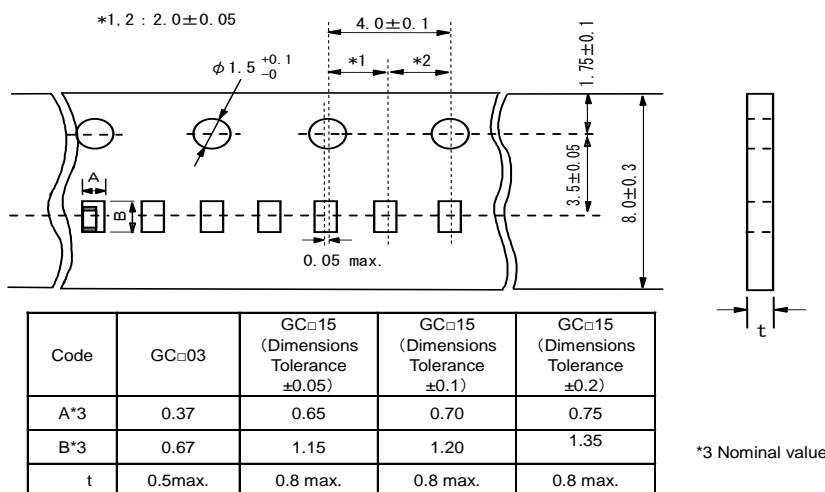 *1,2 : 2.0±0.05
4.0±0.1
*1
*2
1.75±0.1
φ1.5 +0.1 -0
3.5±0.05
8.0±0.3
A
B
0.05 max.
t
Code GC□03 GC□15 (Dimensions Tolerance ±0.05) GC□15 (Dimensions Tolerance ±0.1) GC□15 (Dimensions Tolerance ±0.2)
A*3 0.37 0.65 0.70 0.75
B*3 0.67 1.15 1.20 1.35
t 0.5max. 0.8 max. 0.8 max. 0.8 max.
*3 Nominal value